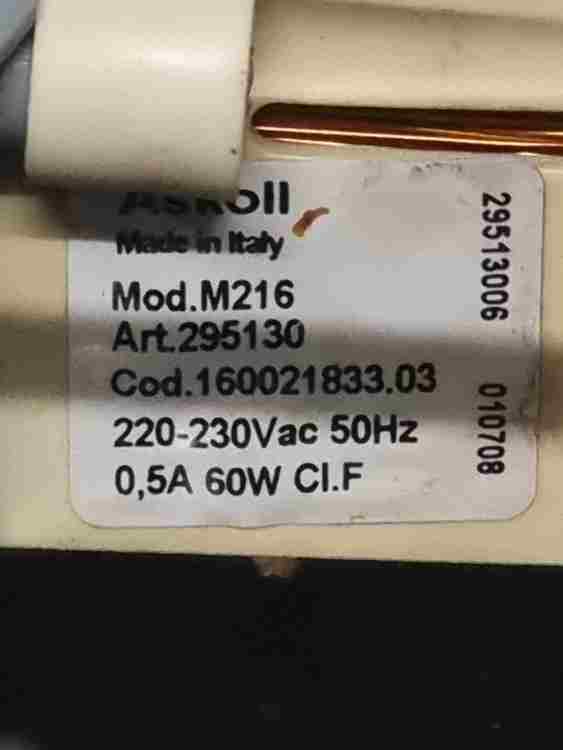 Askoll
Made in Italy
Mod.M216
Art.295130
Cod.160021833.03
220-230Vac 50Hz
0,5A 60W Cl.F
29513006 010708